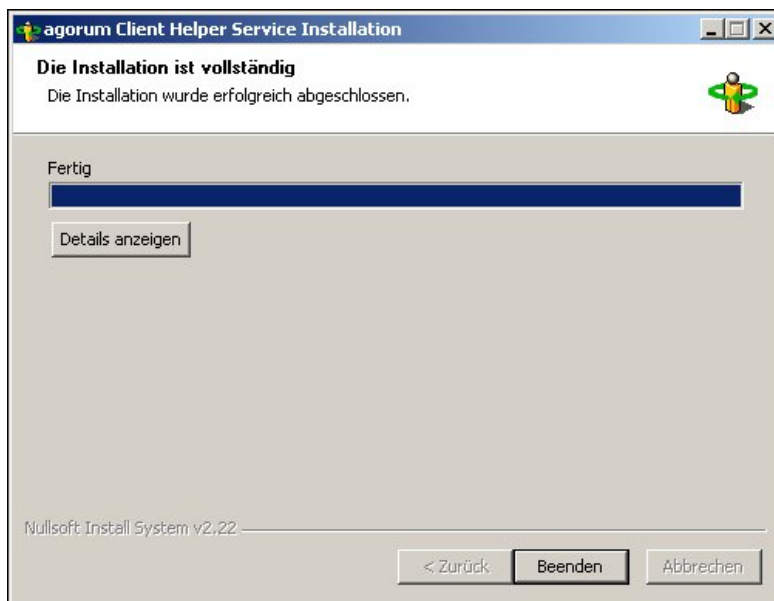 agorum Client Helper Service Installation
Die Installation ist vollständig
Die Installation wurde erfolgreich abgeschlossen.
Fertig
Details anzeigen
Nullsoft Install System v2.22
< Zurück
Beenden
Abbrechen